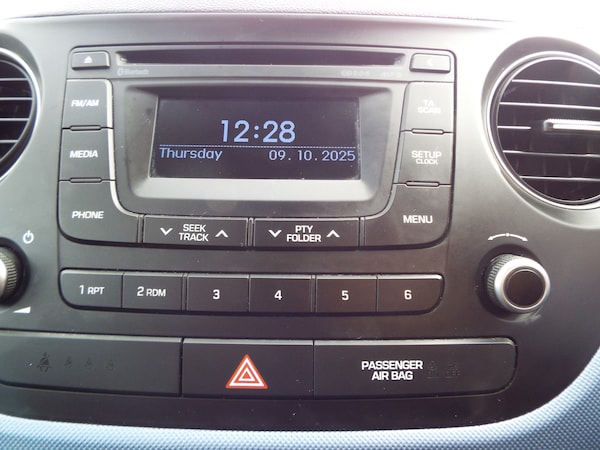 Bluetooth
FM/AM
TA
SCAN
12:28
MEDIA
Thursday 09.10.2025
SETUP
CLOCK
PHONE
SEEK
TRACK
PTY
FOLDER
MENU
1 RPT
2 RDM
3
4
5
6
PASSENGER
AIR BAG